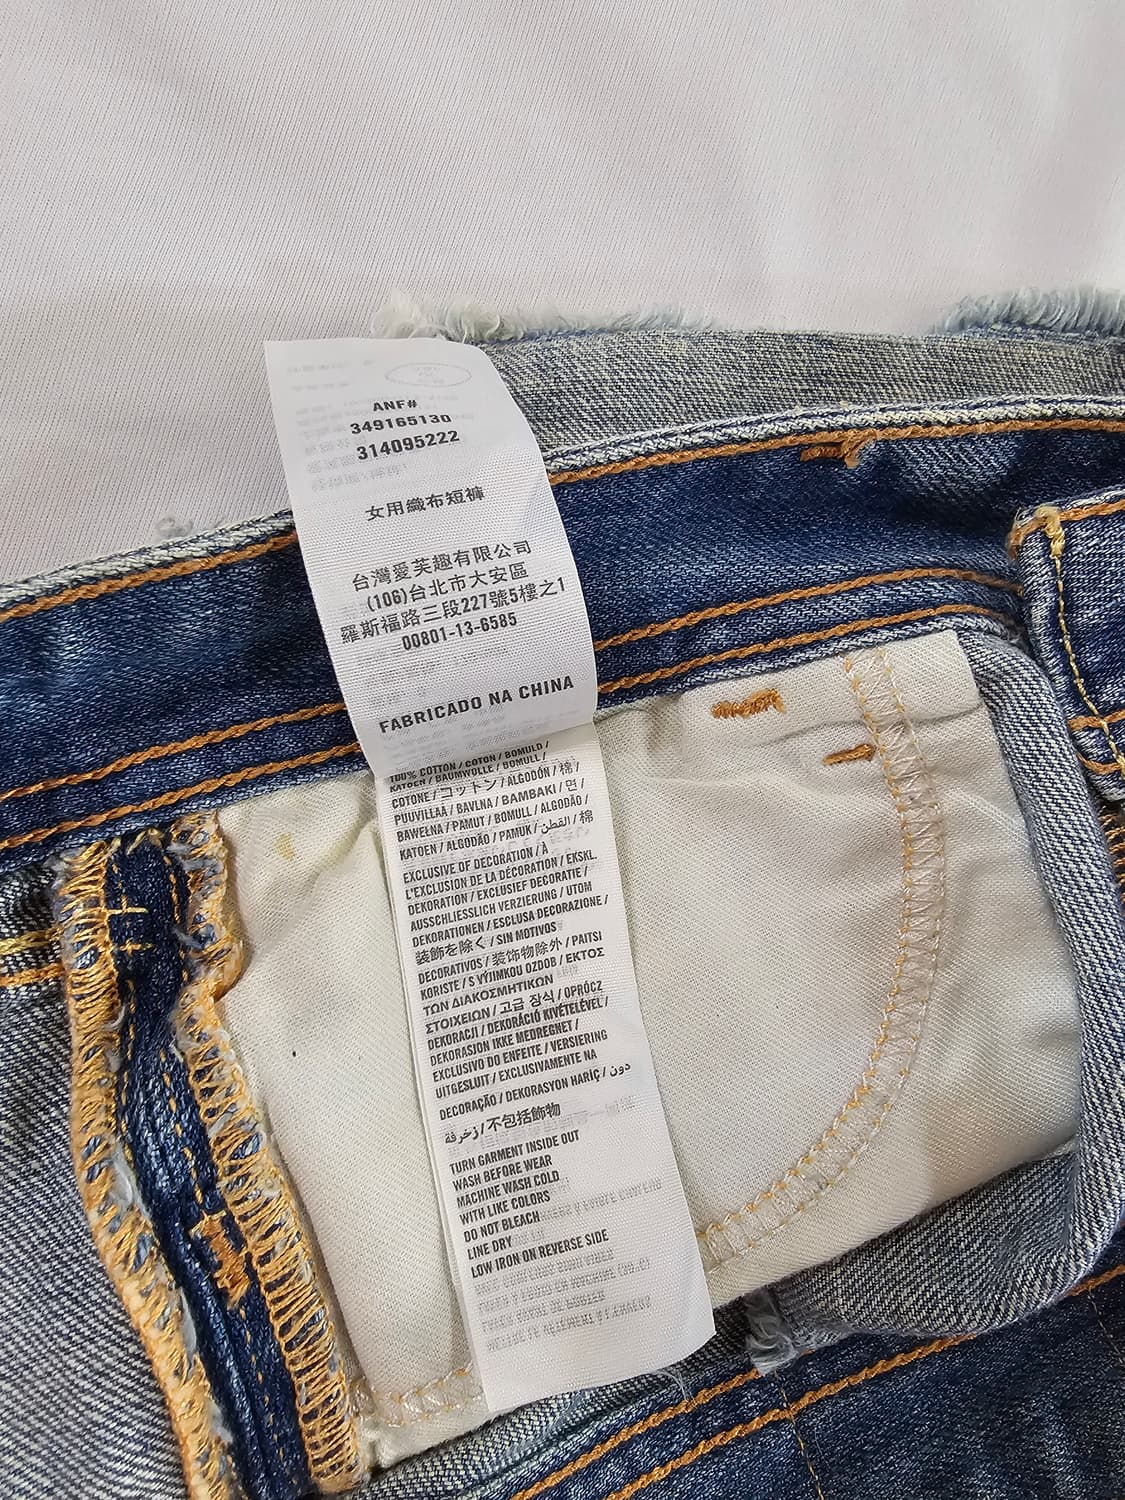 ANF#
349165130
314095222
女用織布短褲
台灣愛芙趣有限公司
(106)台北市大安區
羅斯福路三段227號5樓之1
00801-13-6585
FABRICADO NA CHINA
100% COTTON / COTON / BOMULD /
KATOEN / BAUMWOLLE / BOMULL /
COTONE / コットン / ALGODÓN / 棉 /
PUUVILLAA / BAVLNA / ΒΑΜΒΑΚΙ / 면 /
BAWEŁNA / PAMUT / BOMULL / ALGODÃO /
KATOEN / ALGODÃO / PAMUK / القطن / 棉
EXCLUSIVE OF DECORATION / À
L'EXCLUSION DE LA DÉCORATION / EKSKL.
DEKORATION / EXCLUSIEF DECORATIE /
AUSSCHLIESSLICH VERZIERUNG / UTOM
DEKORATIONEN / ESCLUSA DECORAZIONE /
装飾を除く / SIN MOTIVOS
DECORATIVOS / 装饰物除外 / PAITSI
KORISTE / S VÝJIMKOU OZDOB / ΕΚΤΟΣ
ΤΩΝ ΔΙΑΚΟΣΜΗΤΙΚΩΝ
ΣΤΟΙΧΕΙΩΝ / 고급 장식 / OPRÓCZ
DEKORACJI / DEKORÁCIÓ KIVÉTELÉVEL /
DEKORASJON IKKE MEDREGNET /
EXCLUSIVO DO ENFEITE / VERSIERING
UITGESLUIT / EXCLUSIVAMENTE NA
DECORAÇÃO / DEKORASYON HARİÇ / دون
زخرفة / 不包括飾物
TURN GARMENT INSIDE OUT
WASH BEFORE WEAR
MACHINE WASH COLD
WITH LIKE COLORS
DO NOT BLEACH
LINE DRY
LOW IRON ON REVERSE SIDE